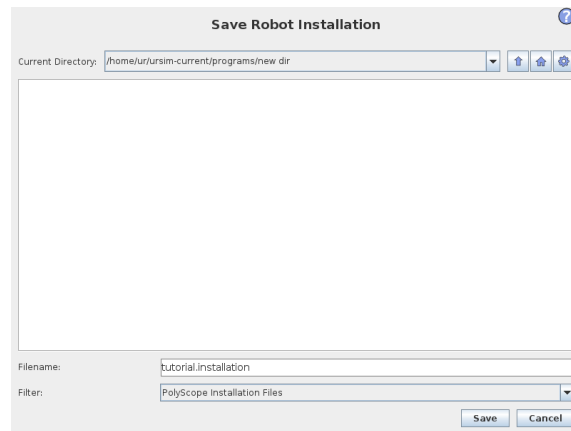 Save Robot Installation
?
Current Directory: /home/ur/ursim-current/programs/new dir
Filename: tutorial.installation
Filter: PolyScope Installation Files
Save Cancel